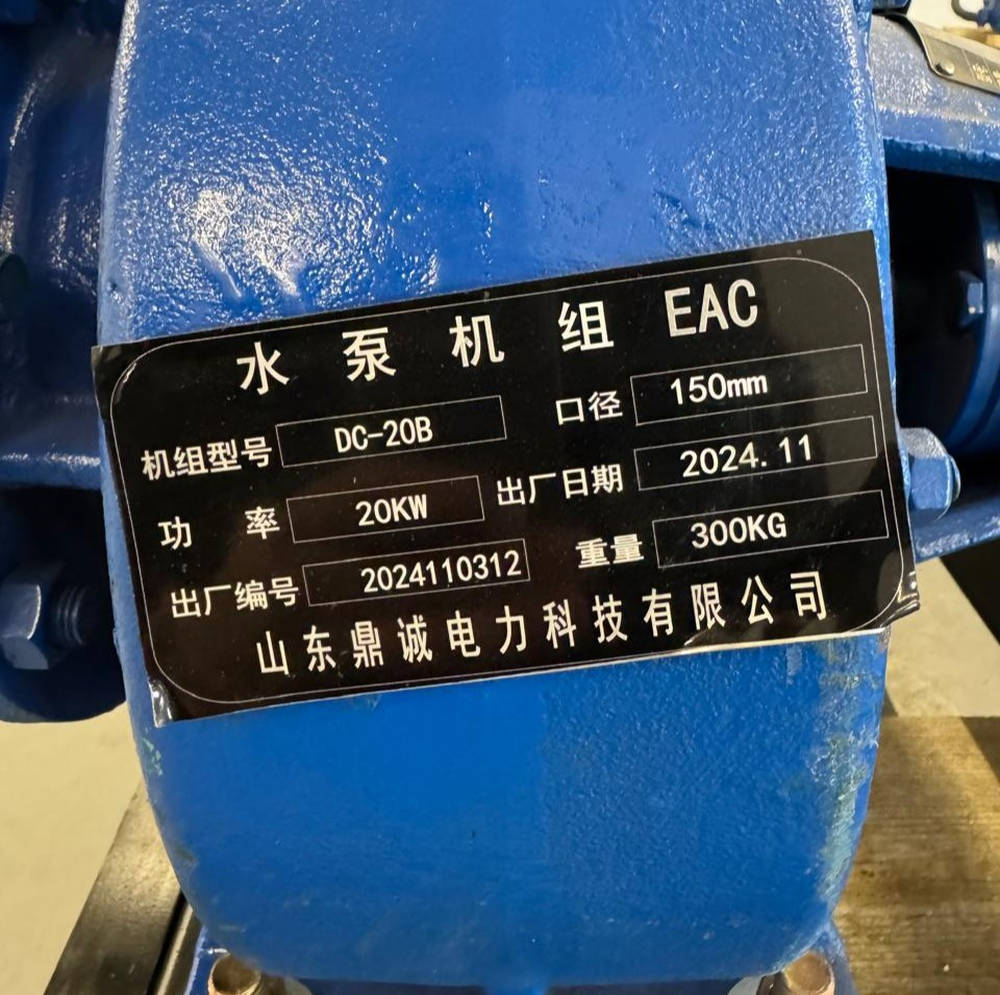 水泵机组 EAC
机组型号 DC-20B 口径 150mm
功率 20KW 出厂日期 2024.11
出厂编号 2024110312 重量 300KG
山东鼎诚电力科技有限公司